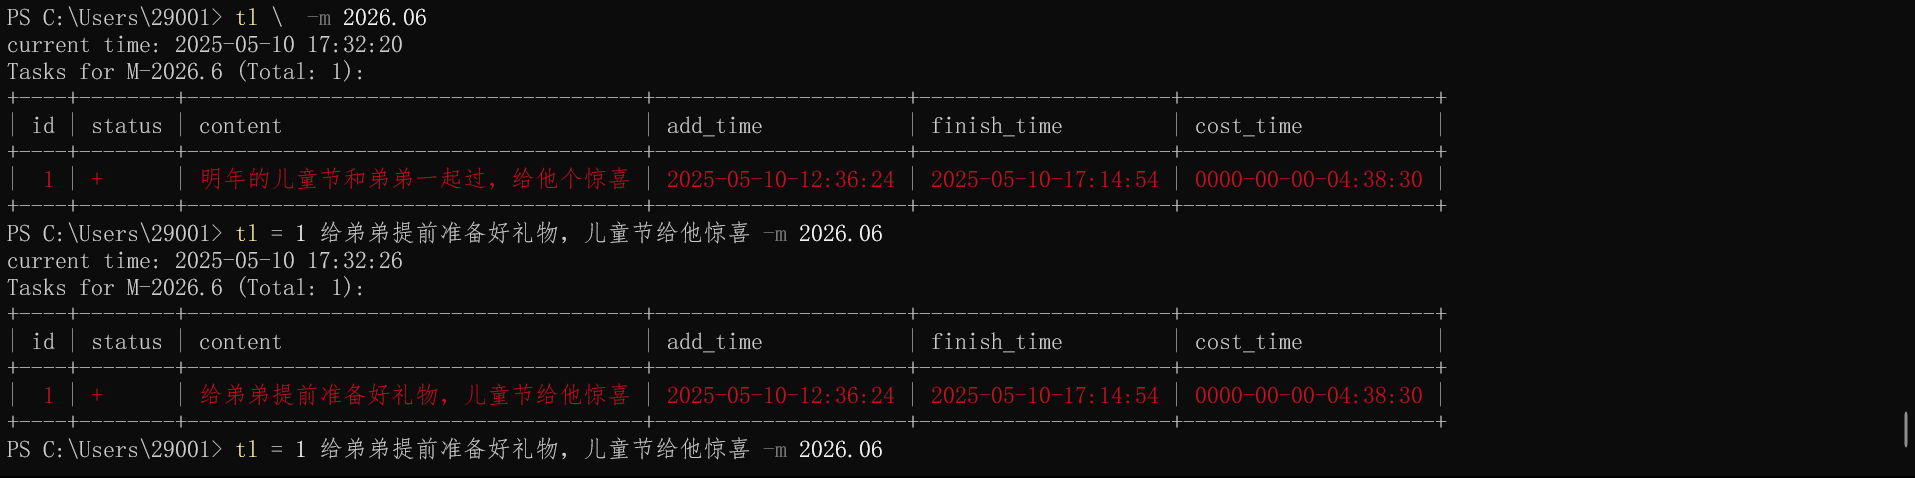 PS C:\Users\29001> tl \  -m 2026.06
current time: 2025-05-10 17:32:20
Tasks for M-2026.6 (Total: 1):
+----+--------+--------------------------------------+---------------------+---------------------+---------------------+
| id | status | content                              | add_time            | finish_time         | cost_time           |
+----+--------+--------------------------------------+---------------------+---------------------+---------------------+
|  1 | +      | 明年的儿童节和弟弟一起过，给他个惊喜 | 2025-05-10-12:36:24 | 2025-05-10-17:14:54 | 0000-00-00-04:38:30 |
+----+--------+--------------------------------------+---------------------+---------------------+---------------------+
PS C:\Users\29001> tl = 1 给弟弟提前准备好礼物，儿童节给他惊喜 -m 2026.06
current time: 2025-05-10 17:32:26
Tasks for M-2026.6 (Total: 1):
+----+--------+--------------------------------------+---------------------+---------------------+---------------------+
| id | status | content                              | add_time            | finish_time         | cost_time           |
+----+--------+--------------------------------------+---------------------+---------------------+---------------------+
|  1 | +      | 给弟弟提前准备好礼物，儿童节给他惊喜 | 2025-05-10-12:36:24 | 2025-05-10-17:14:54 | 0000-00-00-04:38:30 |
+----+--------+--------------------------------------+---------------------+---------------------+---------------------+
PS C:\Users\29001> tl = 1 给弟弟提前准备好礼物，儿童节给他惊喜 -m 2026.06